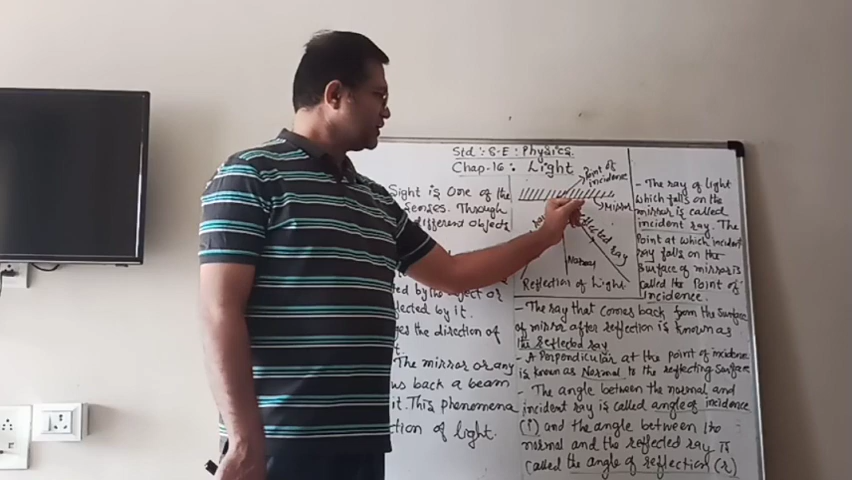 Std : 8-E : Physics
Chap-16 : Light
Sight is one of the
Senses. Through
different objects
by the object or
by it.
the direction of
The mirror or any
back a beam
it. This phenomena
of light.
Point of
incidence
Mirror
ray
Normal
Reflection of Light
- The ray of light
which falls on the
mirror is called
incident ray. The
Point at which incident
ray falls on the
Surface of mirror is
called the Point of
Incidence.
- The ray that comes back from the surface
of mirror after reflection is known as
the reflected ray
- A Perpendicular at the point of incidence
is known as Normal to the reflecting Surface
- The angle between the normal and
incident ray is called angle of incidence
(i) and the angle between the
normal and the reflected ray is
called the angle of reflection (r)